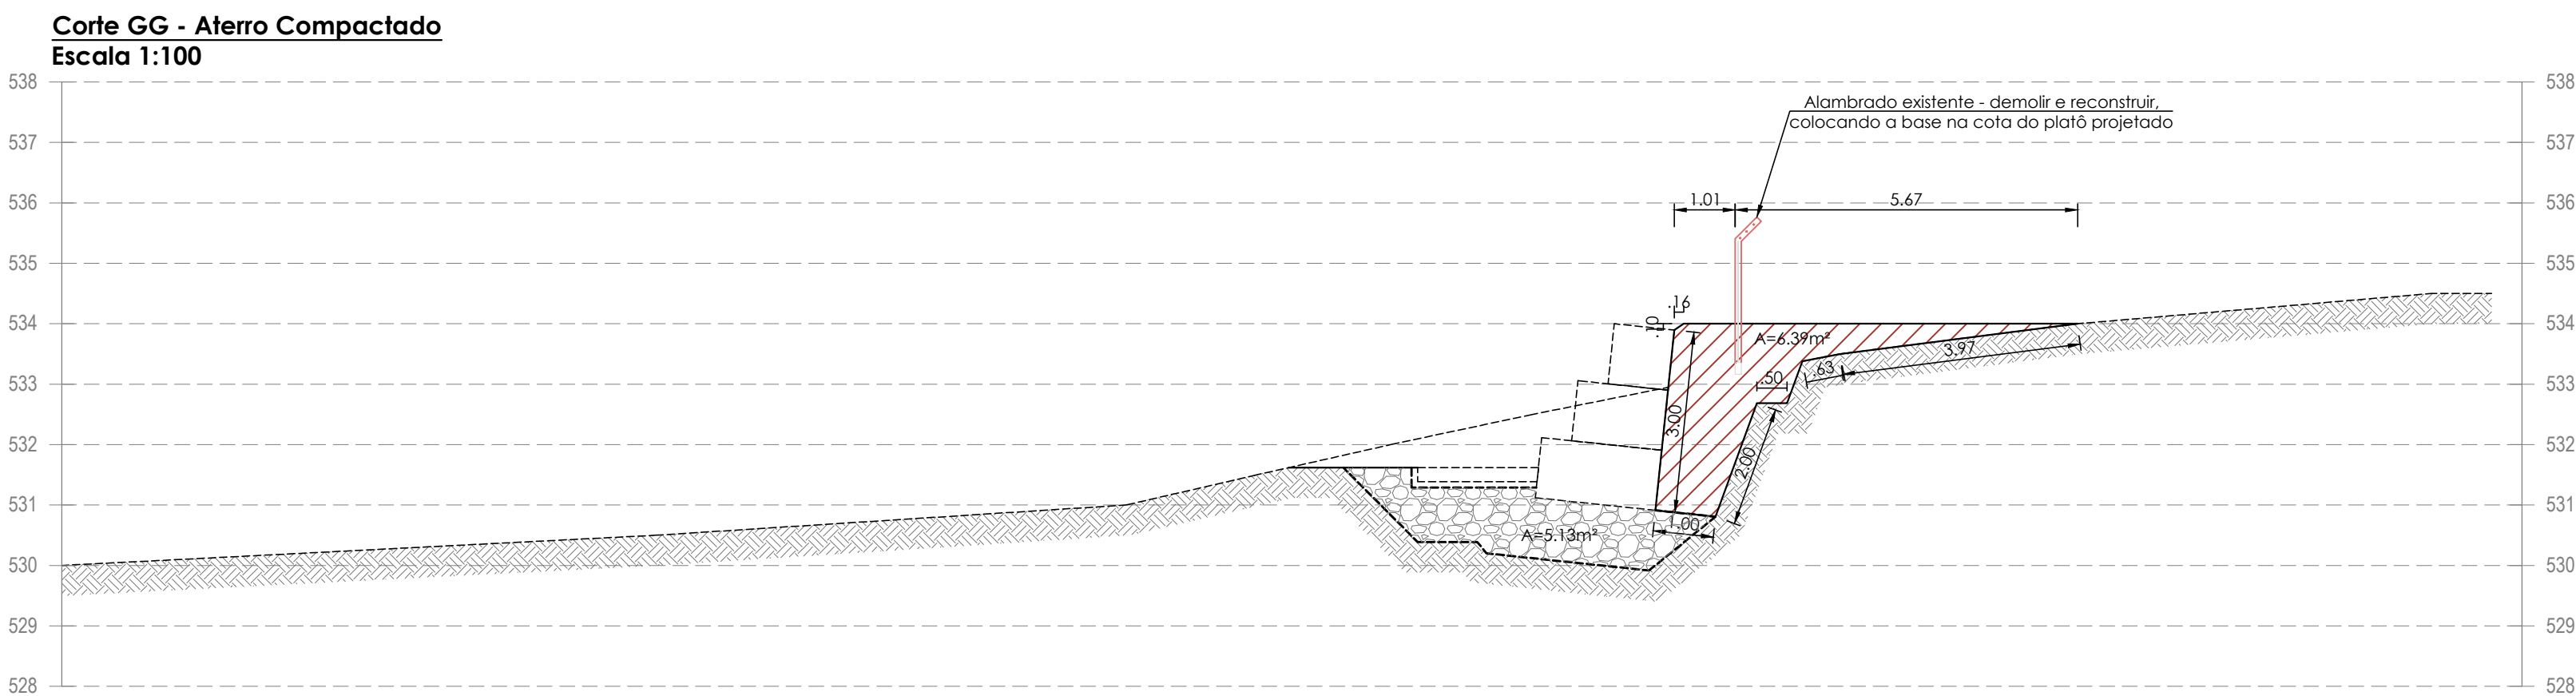 Corte GG - Aterro Compactado
Escala 1:100
538 538
Alambrado existente - demolir e reconstruir,
colocando a base na cota do platô projetado
537 537
536 1.01 5.67 536
535 535
.16
534 .10 534
A=6.39m²
3.97
.63
533 .50 533
3.00
532 532
2.00
531 531
1.00
A=5.13m²
530 530
529 529
528 528